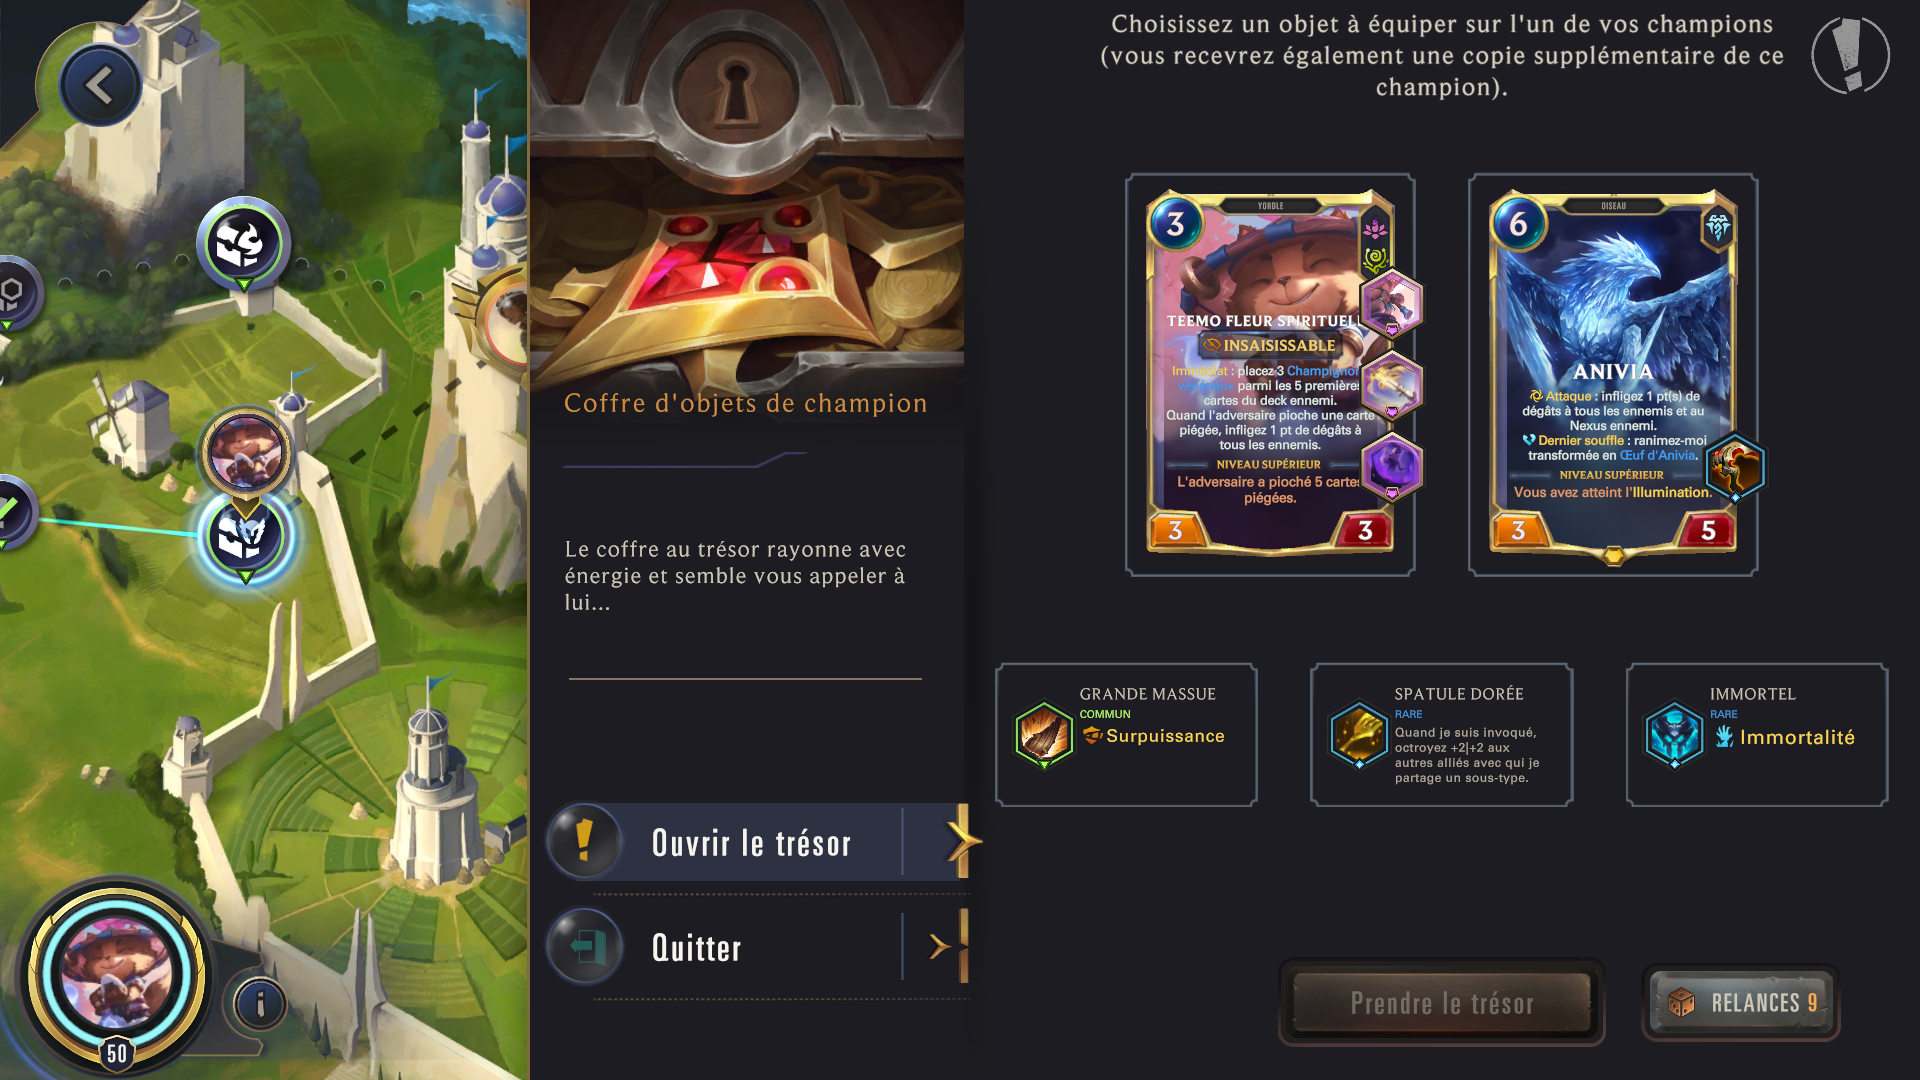 Choisissez un objet à équiper sur l'un de vos champions
(vous recevrez également une copie supplémentaire de ce
champion).
3
YORDLE
TEEMO FLEUR SPIRITUEL
INSAISISSABLE
Immédiat : placez 3 Champignon
vénéneux parmi les 5 premières
cartes du deck ennemi.
Quand l'adversaire pioche une carte
piégée, infligez 1 pt de dégâts à
tous les ennemis.
NIVEAU SUPÉRIEUR
L'adversaire a pioché 5 cartes
piégées.
3
3
6
OISEAU
ANIVIA
Attaque : infligez 1 pt(s) de
dégâts à tous les ennemis et au
Nexus ennemi.
Dernier souffle : ranimez-moi
transformée en Œuf d'Anivia.
NIVEAU SUPÉRIEUR
Vous avez atteint l'Illumination.
3
5
Coffre d'objets de champion
Le coffre au trésor rayonne avec
énergie et semble vous appeler à
lui...
Ouvrir le trésor
Quitter
GRANDE MASSUE
COMMUN
Surpuissance
SPATULE DORÉE
RARE
Quand je suis invoqué,
octroyez +2|+2 aux
autres alliés avec qui je
partage un sous-type.
IMMORTEL
RARE
Immortalité
Prendre le trésor
RELANCES 9
50